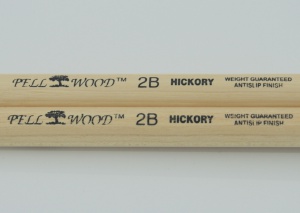 PELL WOOD™ 2B HICKORY WEIGHT GUARANTEED
ANTISLIP FINISH
PELL WOOD™ 2B HICKORY WEIGHT GUARANTEED
ANTISLIP FINISH